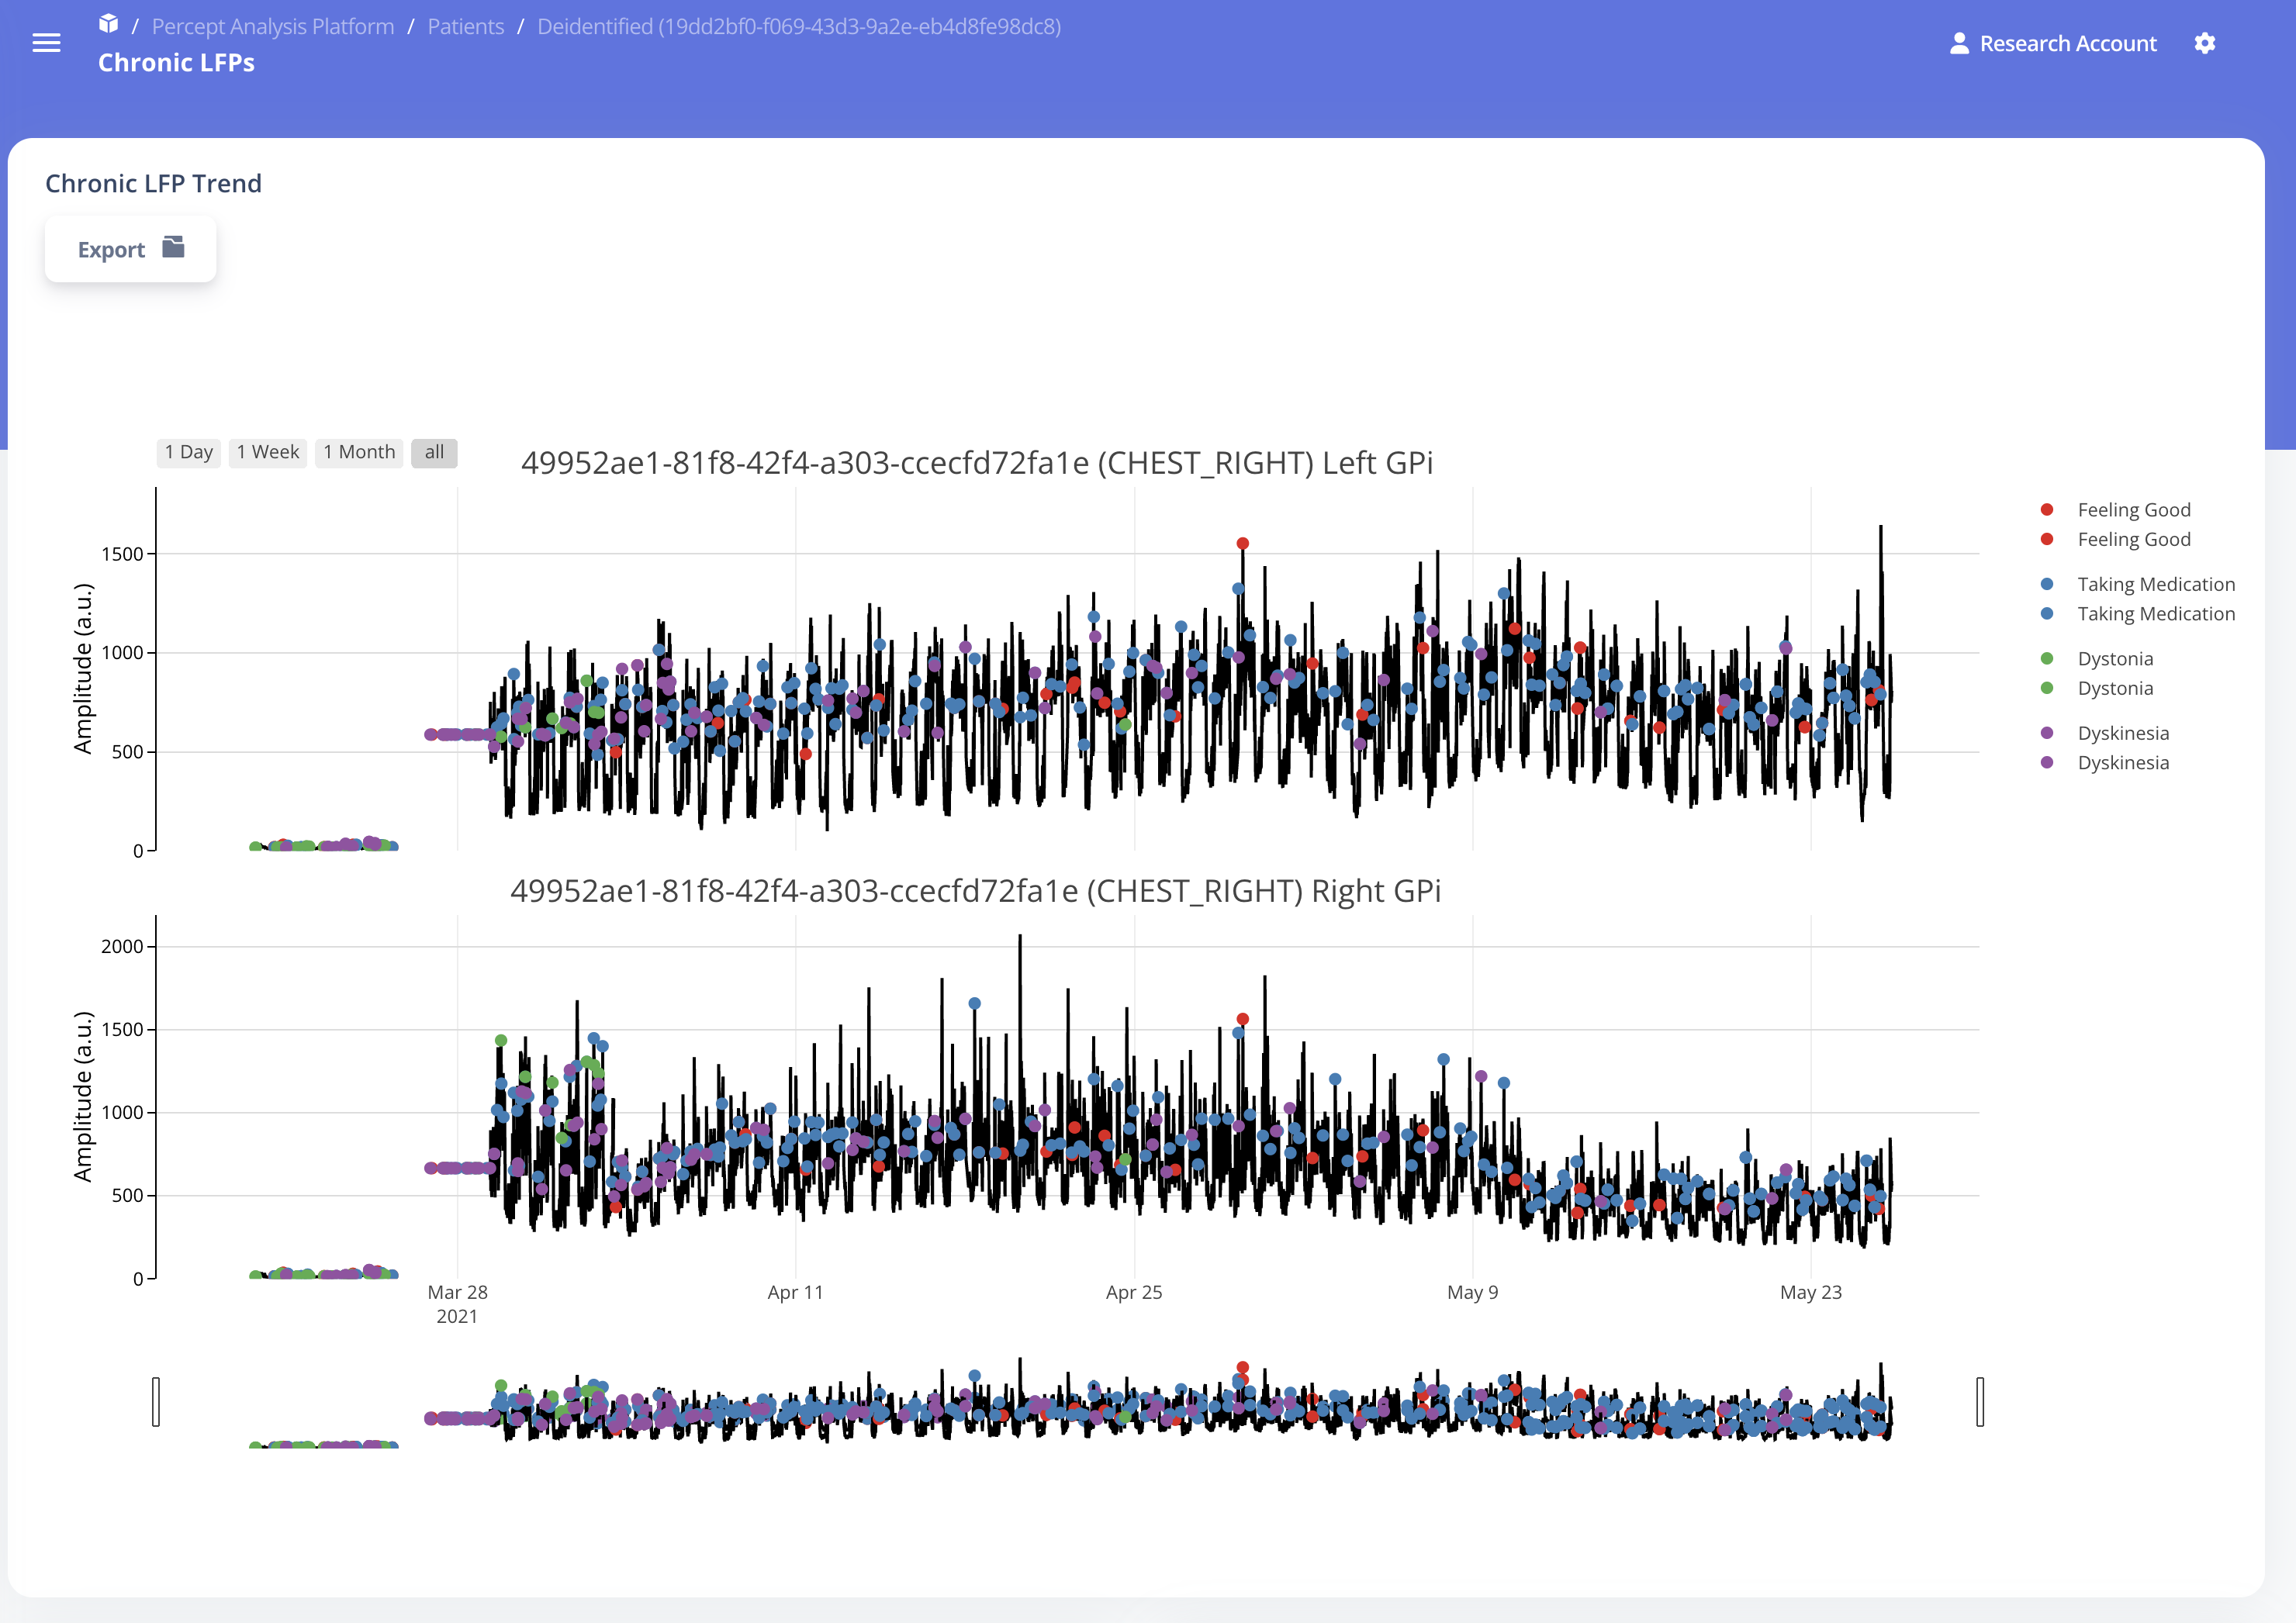 / Percept Analysis Platform / Patients / Deidentified (19dd2bf0-f069-43d3-9a2e-eb4d8fe98dc8)
Chronic LFPs
Research Account
Chronic LFP Trend
Export
1 Day 1 Week 1 Month all
49952ae1-81f8-42f4-a303-ccecfd72fa1e (CHEST_RIGHT) Left GPi
Amplitude (a.u.)
1500
1000
500
0
Feeling Good
Feeling Good
Taking Medication
Taking Medication
Dystonia
Dystonia
Dyskinesia
Dyskinesia
49952ae1-81f8-42f4-a303-ccecfd72fa1e (CHEST_RIGHT) Right GPi
Amplitude (a.u.)
2000
1500
1000
500
0
Mar 28 Apr 11 Apr 25 May 9 May 23
2021